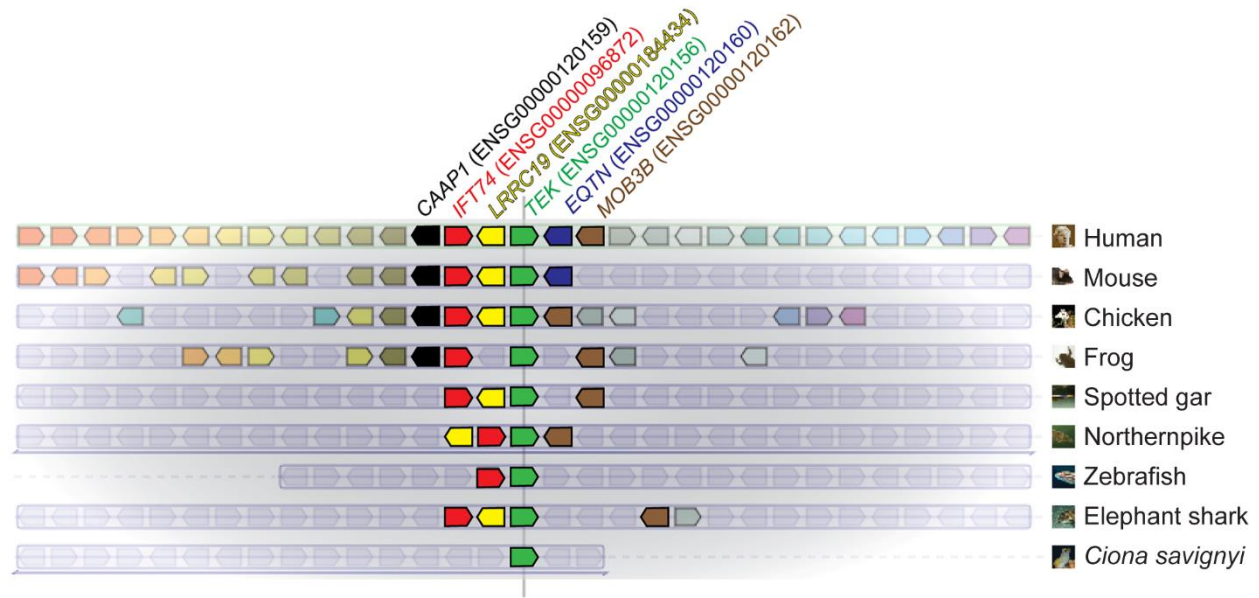 CAAP1 (ENSG00000120159)
IFT74 (ENSG00000096872)
LRRC19 (ENSG00000184434)
TEK (ENSG00000120156)
EQTN (ENSG00000120160)
MOB3B (ENSG00000120162)
Human
Mouse
Chicken
Frog
Spotted gar
Northernpike
Zebrafish
Elephant shark
Ciona savignyi